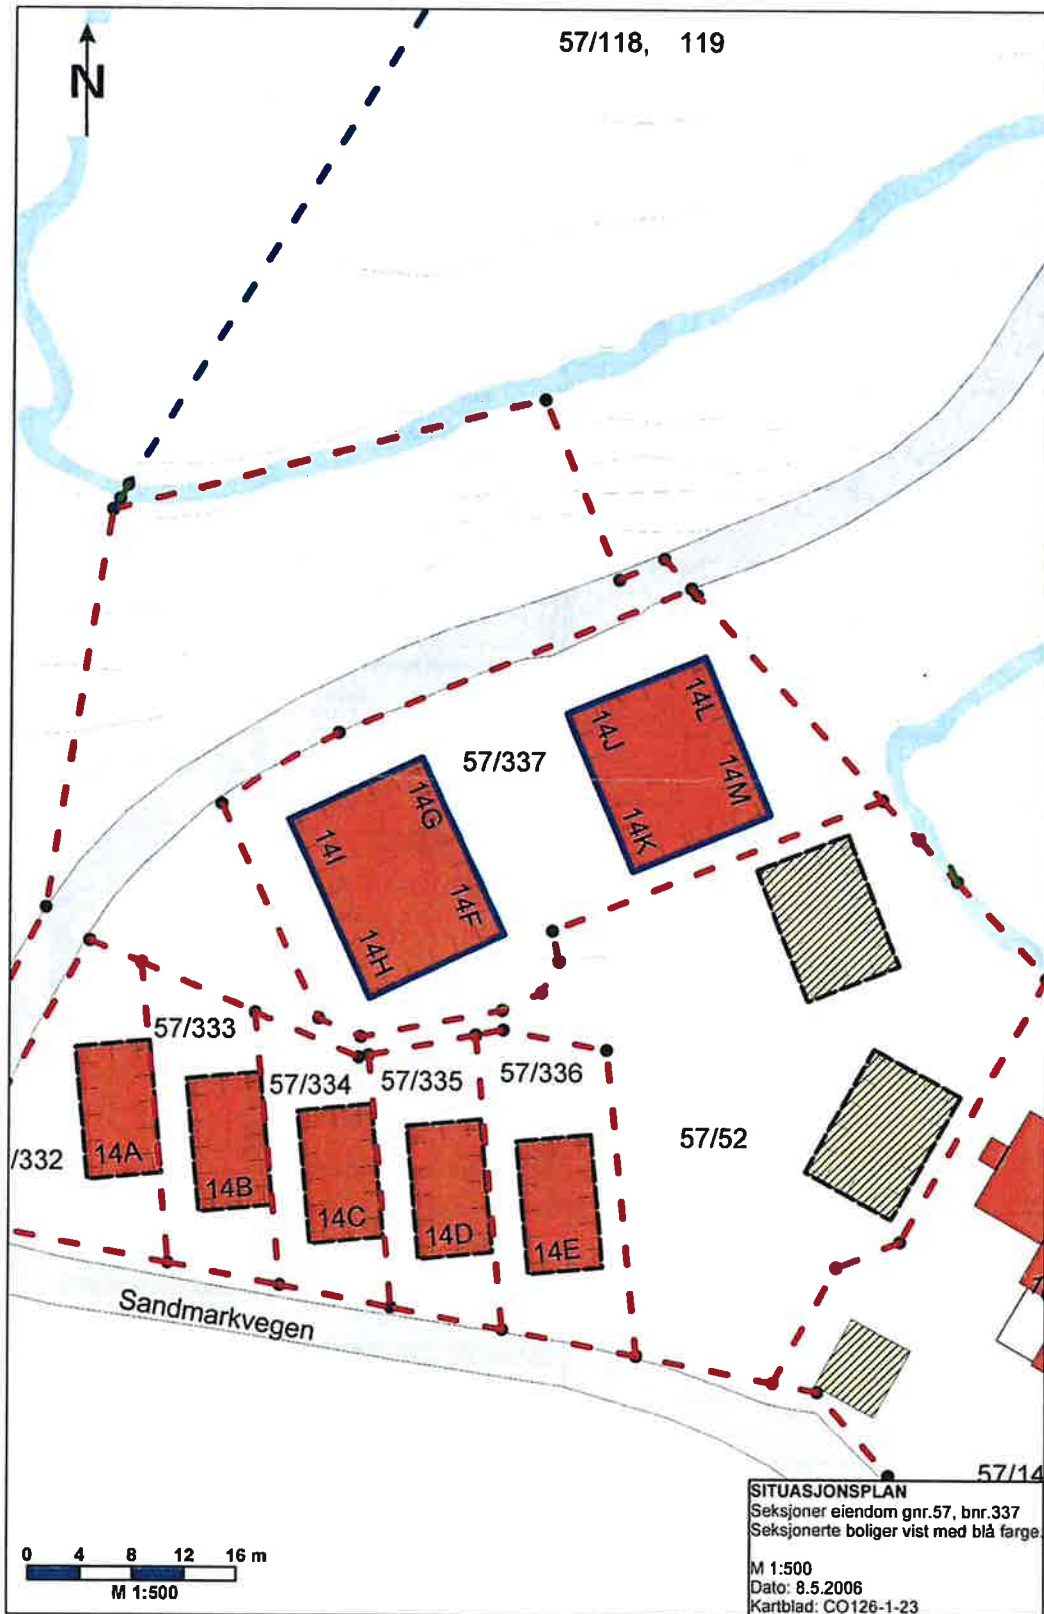 57/118, 119
N
57/337
14L
14J
14M
14K
14G
14I
14F
14H
57/333
57/334
57/335
57/336
57/52
/332
14A
14B
14C
14D
14E
Sandmarkvegen
57/14
SITUASJONSPLAN
Seksjoner eiendom gnr.57, bnr.337
Seksjonerte boliger vist med blå farge.
M 1:500
Dato: 8.5.2006
Kartblad: CO126-1-23
0 4 8 12 16 m
M 1:500